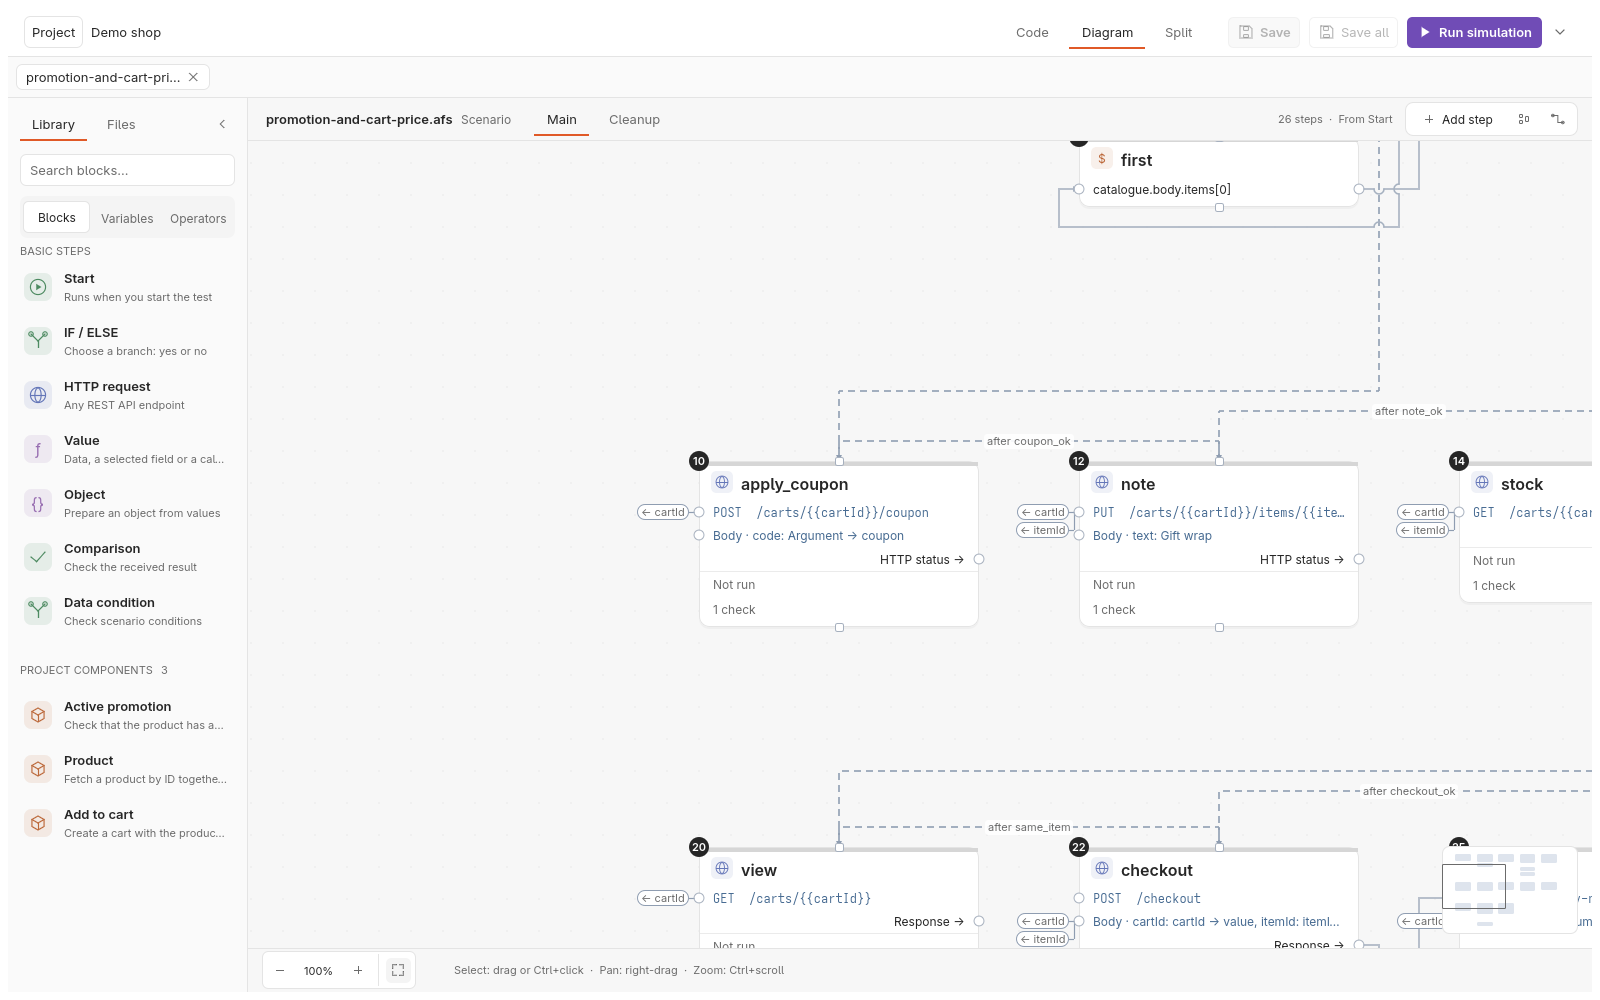 Project
Demo shop
Code
Diagram
Split
Save
Save all
Run simulation
promotion-and-cart-pri...
Library
Files
promotion-and-cart-price.afs Scenario
Main
Cleanup
26 steps · From Start
Add step
Search blocks...
Blocks
Variables
Operators
BASIC STEPS
Start
Runs when you start the test
IF / ELSE
Choose a branch: yes or no
HTTP request
Any REST API endpoint
Value
Data, a selected field or a cal...
Object
Prepare an object from values
Comparison
Check the received result
Data condition
Check scenario conditions
PROJECT COMPONENTS 3
Active promotion
Check that the product has a...
Product
Fetch a product by ID togethe...
Add to cart
Create a cart with the produc...
$ first
catalogue.body.items[0]
after note_ok
after coupon_ok
10
apply_coupon
← cartId
POST /carts/{{cartId}}/coupon
Body · code: Argument → coupon
HTTP status →
Not run
1 check
12
note
← cartId
← itemId
PUT /carts/{{cartId}}/items/{{ite...
Body · text: Gift wrap
HTTP status →
Not run
1 check
14
stock
← cartId
← itemId
GET /carts/{{car
Not run
1 check
after checkout_ok
after same_item
20
view
← cartId
GET /carts/{{cartId}}
Response →
Not run
22
checkout
POST /checkout
← cartId
← itemId
Body · cartId: cartId → value, itemId: itemI...
Response →
25
← cartId
100%
Select: drag or Ctrl+click · Pan: right-drag · Zoom: Ctrl+scroll